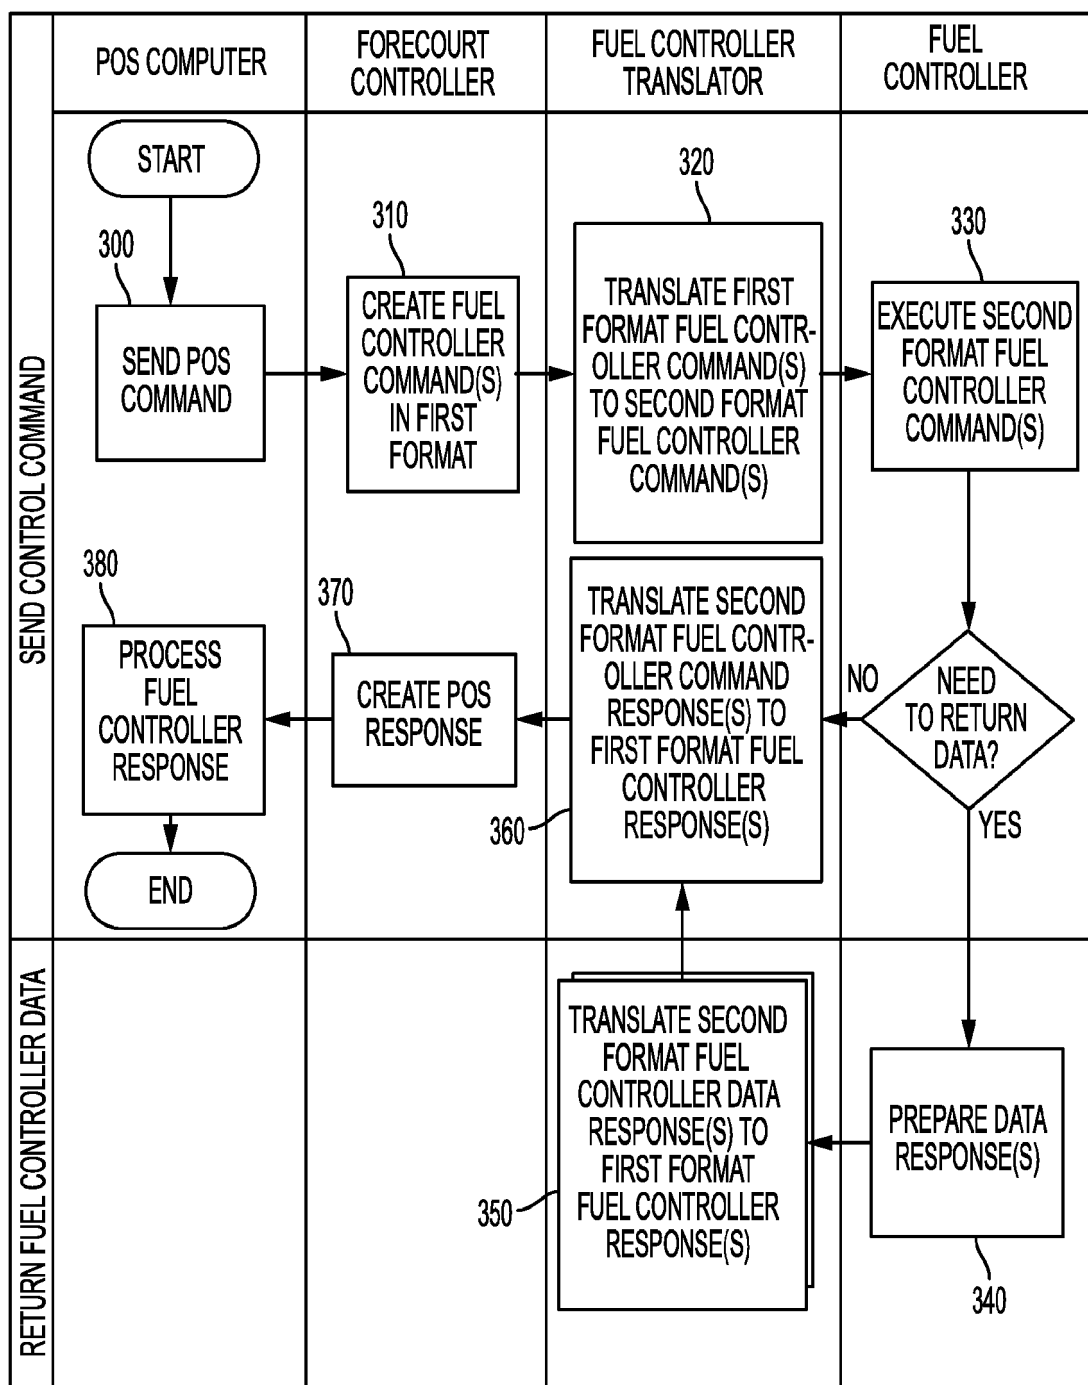 POS COMPUTER
FORECOURT
CONTROLLER
FUEL CONTROLLER
TRANSLATOR
FUEL
CONTROLLER
SEND CONTROL COMMAND
START
300
SEND POS
COMMAND
310
CREATE FUEL
CONTROLLER
COMMAND(S)
IN FIRST
FORMAT
320
TRANSLATE FIRST
FORMAT FUEL CONTR-
OLLER COMMAND(S)
TO SECOND FORMAT
FUEL CONTROLLER
COMMAND(S)
330
EXECUTE SECOND
FORMAT FUEL
CONTROLLER
COMMAND(S)
NEED
TO RETURN
DATA?
NO
YES
360
TRANSLATE SECOND
FORMAT FUEL CONTR-
OLLER COMMAND
RESPONSE(S) TO
FIRST FORMAT FUEL
CONTROLLER
RESPONSE(S)
370
CREATE POS
RESPONSE
380
PROCESS
FUEL
CONTROLLER
RESPONSE
END
RETURN FUEL CONTROLLER DATA
350
TRANSLATE SECOND
FORMAT FUEL
CONTROLLER DATA
RESPONSE(S) TO
FIRST FORMAT
FUEL CONTROLLER
RESPONSE(S)
PREPARE DATA
RESPONSE(S)
340